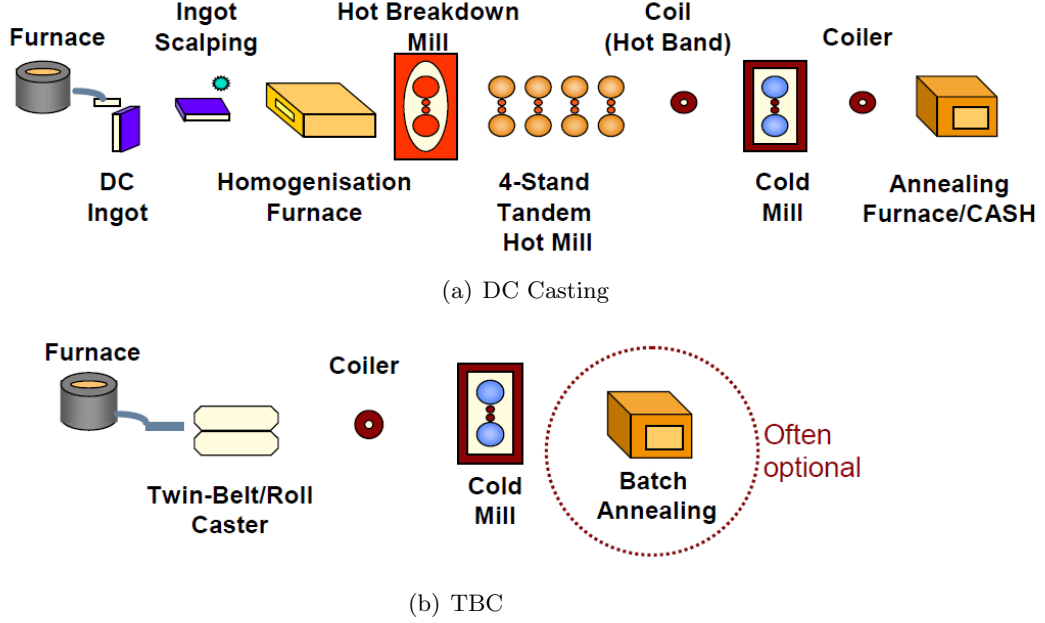 Furnace
Ingot
Scalping
Hot Breakdown
Mill
Coil
(Hot Band)
Coiler
DC
Ingot
Homogenisation
Furnace
4-Stand
Tandem
Hot Mill
Cold
Mill
Annealing
Furnace/CASH
(a) DC Casting
Furnace
Coiler
Twin-Belt/Roll
Caster
Cold
Mill
Batch
Annealing
Often
optional
(b) TBC